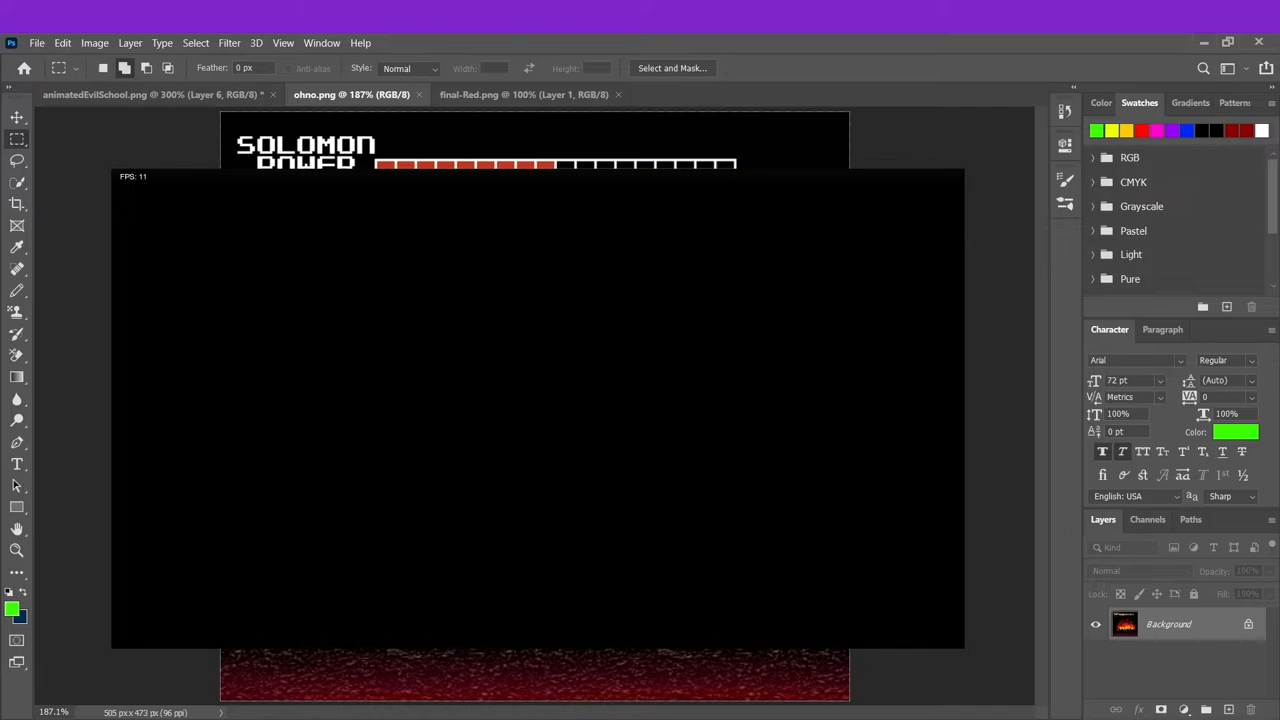 Ps File Edit Image Layer Type Select Filter 3D View Window Help
Feather: 0 px Anti-alias Style: Normal Width: Height: Select and Mask...
animatedEvilSchool.png @ 300% (Layer 6, RGB/8) * ohno.png @ 187% (RGB/8) final-Red.png @ 100% (Layer 1, RGB/8)
SOLOMON
POWER
FPS: 11
187.1% 505 px x 473 px (96 ppi)
Color Swatches Gradients Patterns
RGB
CMYK
Grayscale
Pastel
Light
Pure
Character Paragraph
Arial Regular
72 pt (Auto)
Metrics 0
100% 100%
0 pt Color:
English: USA Sharp
Layers Channels Paths
Kind
Normal Opacity: 100%
Lock: Fill: 100%
Background